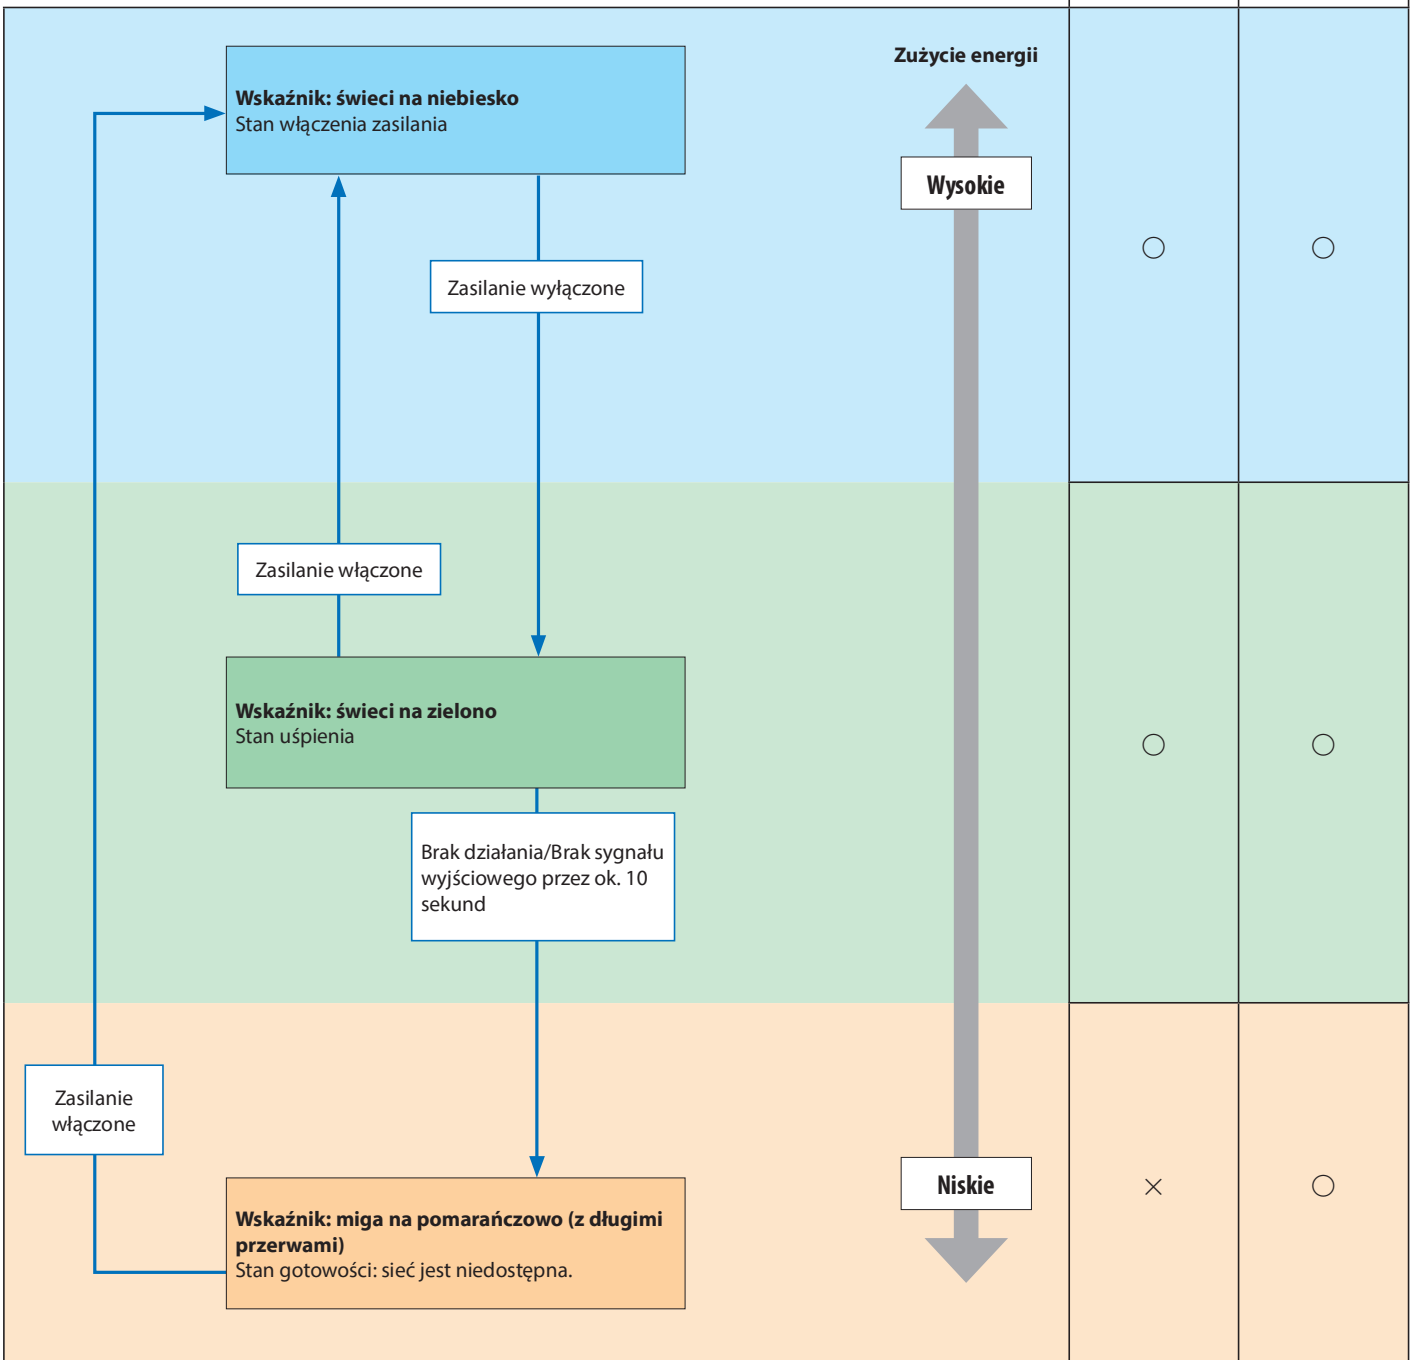 Zużycie energii
Wskaźnik: świeci na niebiesko
Stan włączenia zasilania
Wysokie
○ ○
Zasilanie wyłączone
Zasilanie włączone
Wskaźnik: świeci na zielono
Stan uśpienia
○ ○
Brak działania/Brak sygnału
wyjściowego przez ok. 10
sekund
Zasilanie
włączone
Niskie
× ○
Wskaźnik: miga na pomarańczowo (z długimi
przerwami)
Stan gotowości: sieć jest niedostępna.